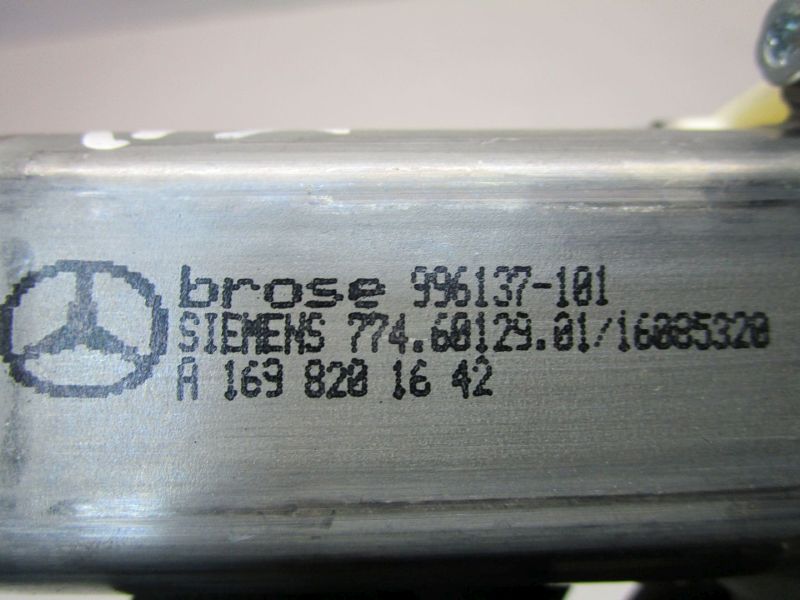 brose 996137-101
SIEMENS 774.60129.01/16085320
A 169 820 16 42